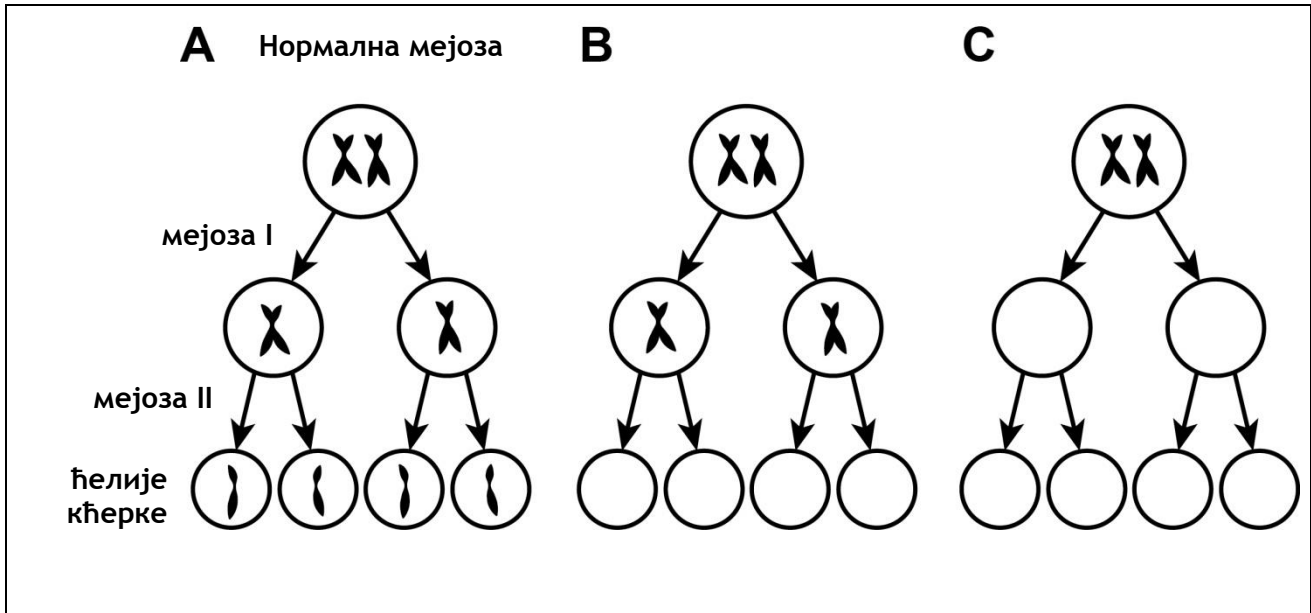 A Нормална мејоза B C
мејоза I
мејоза II
ћелије
кћерке